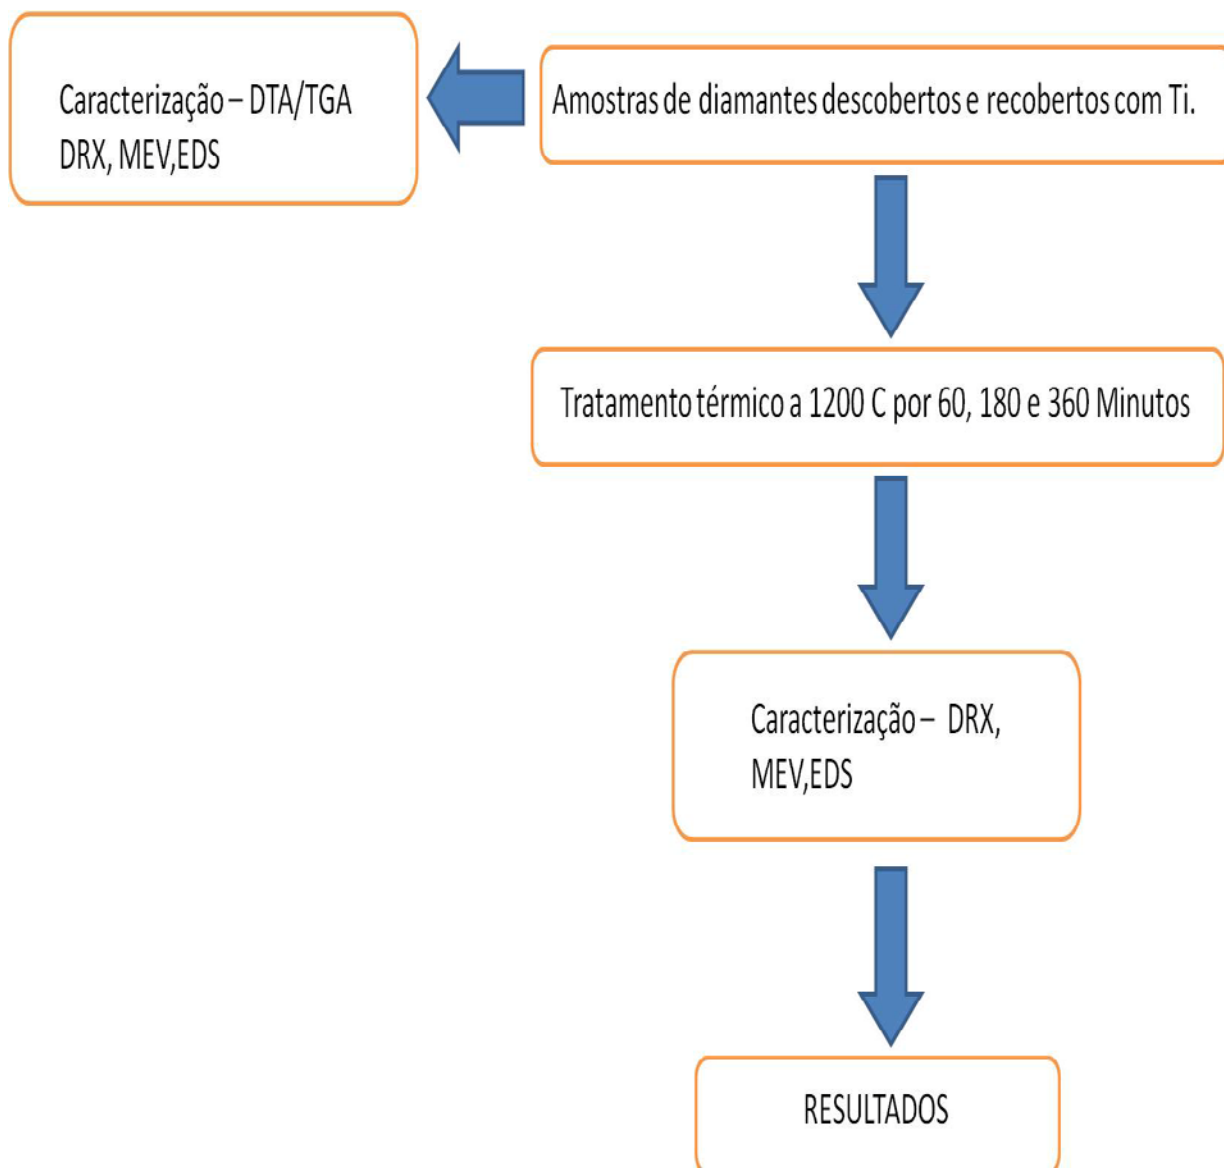 Caracterização – DTA/TGA
DRX, MEV,EDS
Amostras de diamantes descobertos e recobertos com Ti.
Tratamento térmico a 1200 C por 60, 180 e 360 Minutos
Caracterização – DRX,
MEV,EDS
RESULTADOS